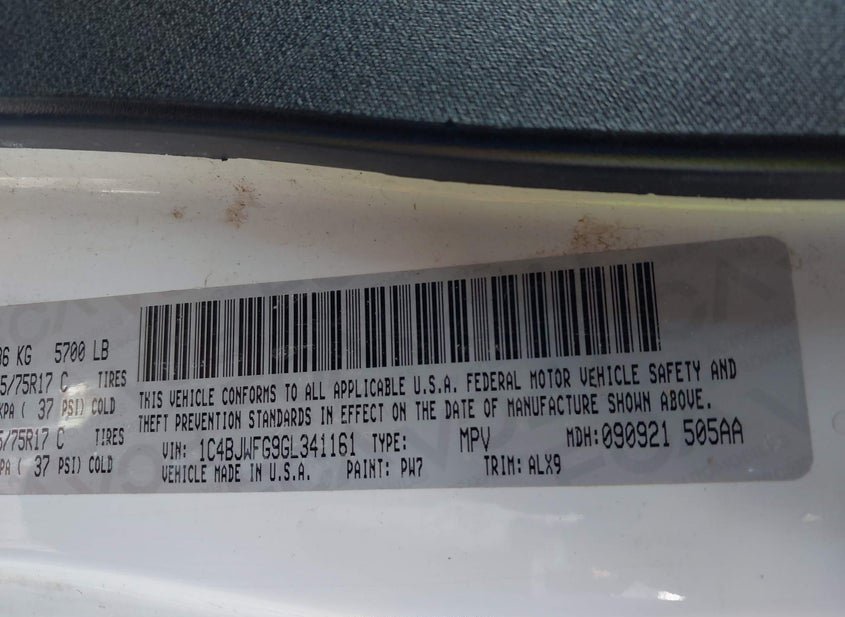 36 KG 5700 LB
5/75R17 C TIRES
KPA ( 37 PSI) COLD
5/75R17 C TIRES
PA ( 37 PSI) COLD
THIS VEHICLE CONFORMS TO ALL APPLICABLE U.S.A. FEDERAL MOTOR VEHICLE SAFETY AND
THEFT PREVENTION STANDARDS IN EFFECT ON THE DATE OF MANUFACTURE SHOWN ABOVE.
VIN: 1C4BJWFG9GL341161 TYPE: MPV MDH:090921 505AA
VEHICLE MADE IN U.S.A. PAINT: PW7 TRIM: ALX9